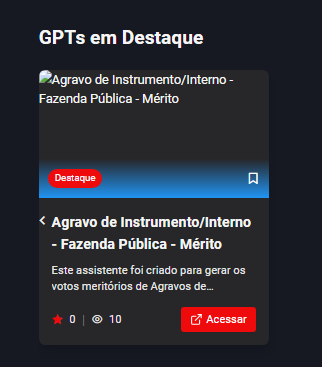 GPTs em Destaque
Agravo de Instrumento/Interno -
Fazenda Pública - Mérito
Destaque
Agravo de Instrumento/Interno
- Fazenda Pública - Mérito
Este assistente foi criado para gerar os
votos meritórios de Agravos de…
0 | 10 Acessar